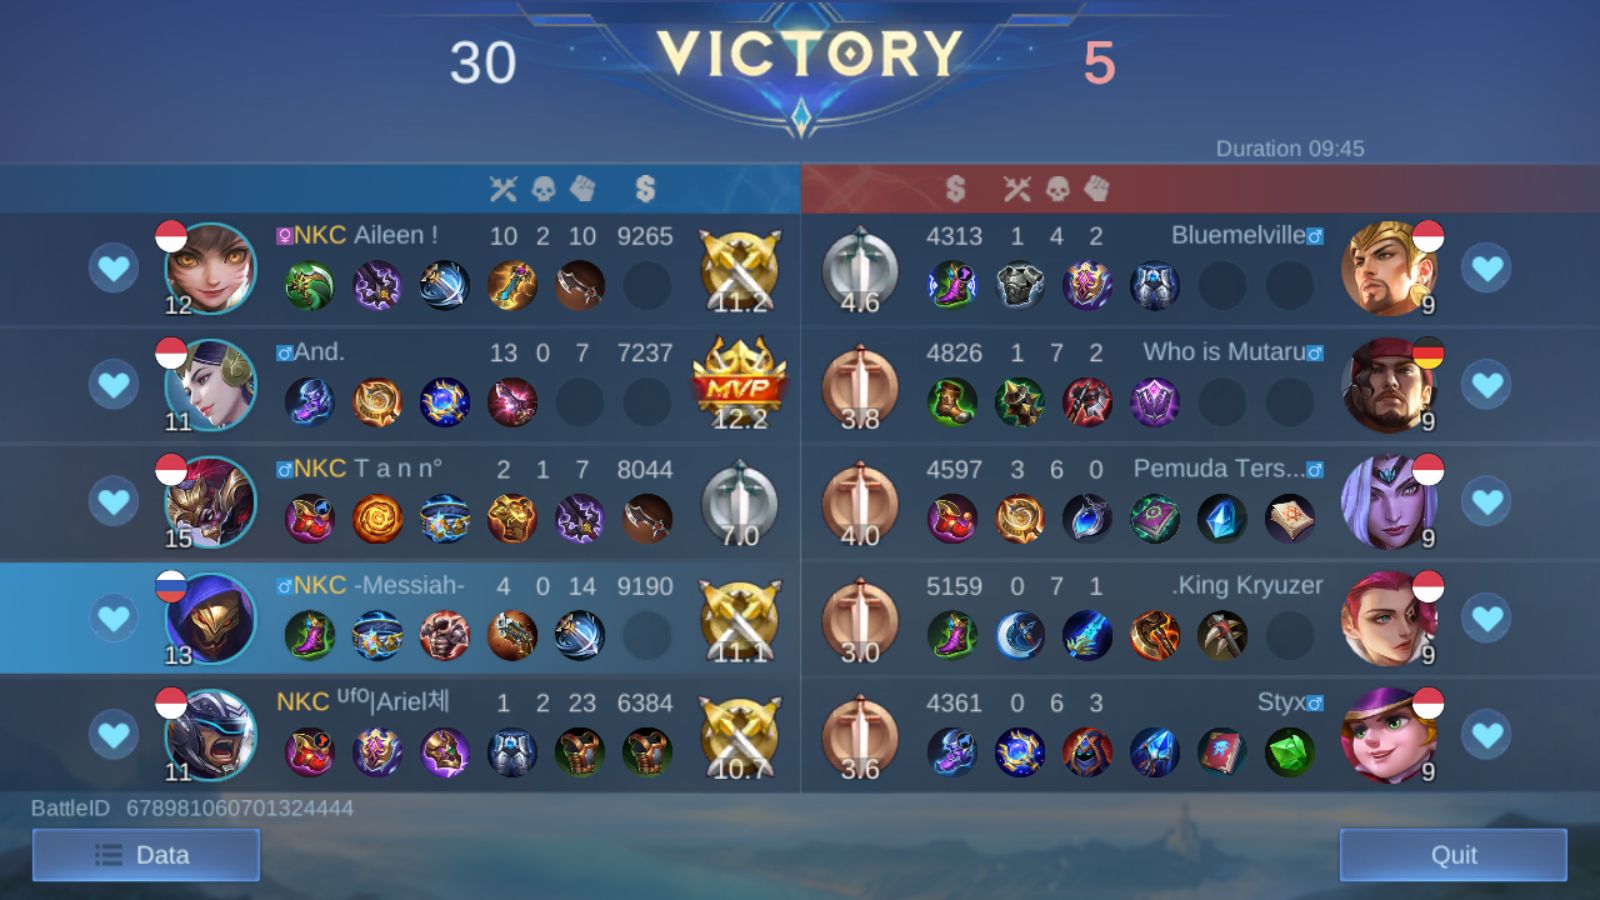 30 VICTORY 5
Duration 09:45
NKC Aileen ! 10 2 10 9265
12 11.2
4313 1 4 2 Bluemelville
4.6 9
And. 13 0 7 7237
11 MVP 12.2
4826 1 7 2 Who is Mutaru
3.8 9
NKC T a n n° 2 1 7 8044
15 7.0
4597 3 6 0 Pemuda Ters...
4.0 9
NKC -Messiah- 4 0 14 9190
13 11.1
5159 0 7 1 .King Kryuzer
3.0 9
NKC ᵁᶠᴼ|Ariel체 1 2 23 6384
11 10.7
4361 0 6 3 Styx
3.6 9
BattleID 678981060701324444
Data
Quit